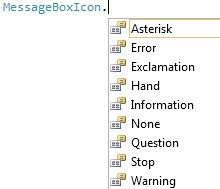 MessageBoxIcon.
Asterisk
Error
Exclamation
Hand
Information
None
Question
Stop
Warning